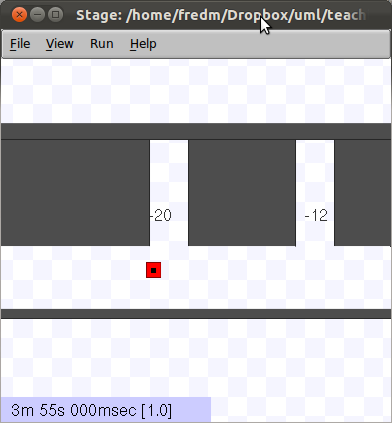 Stage: /home/fredm/Dropbox/uml/teach
File View Run Help
-20 -12
3m 55s 000msec [1.0]